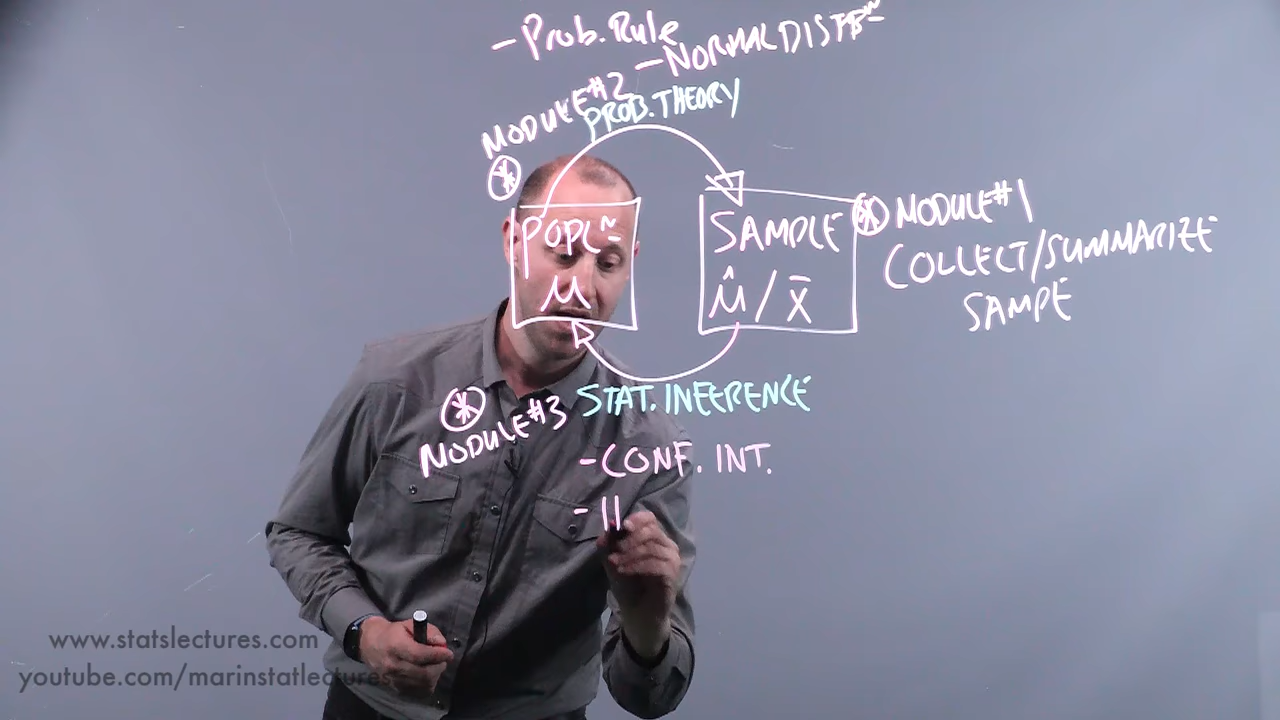 - Prob. Rule
- NORMAL DIST~
MODULE #2
PROB. THEORY
POPL~
μ
SAMPLE
μ̂ / x̄
MODULE #1
COLLECT/SUMMARIZE
SAMPE
STAT. INFERENCE
MODULE #3
- CONF. INT.
-
www.statslectures.com
youtube.com/marinstatlectures